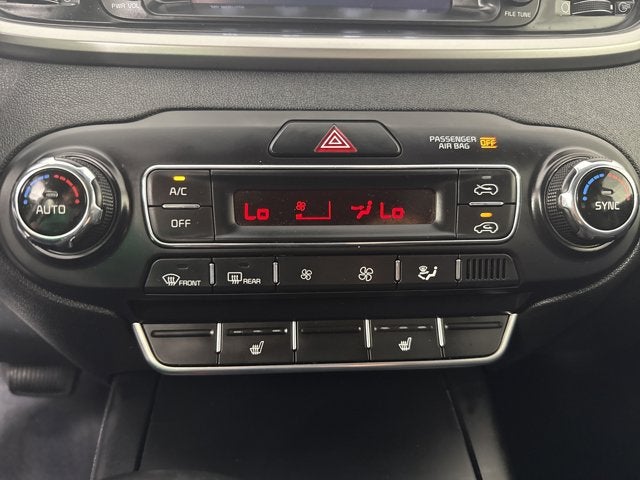 PWR VOL
FILE TUNE
PASSENGER
AIR BAG OFF
A/C
OFF
AUTO
Lo
Lo
SYNC
FRONT
REAR